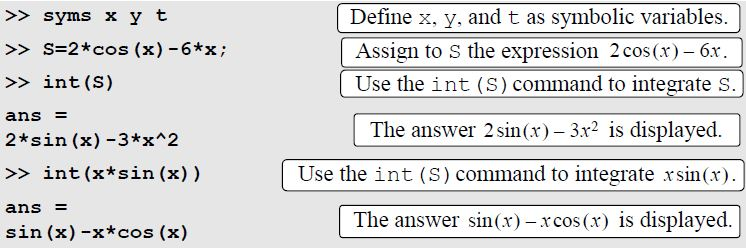 >> syms x y t
Define x, y, and t as symbolic variables.
>> S=2*cos(x)-6*x;
Assign to S the expression 2 cos(x) – 6x.
>> int(S)
Use the int(S) command to integrate S.
ans =
2*sin(x)-3*x^2
The answer 2 sin(x) – 3x² is displayed.
>> int(x*sin(x))
Use the int(S) command to integrate x sin(x).
ans =
sin(x)-x*cos(x)
The answer sin(x) – x cos(x) is displayed.